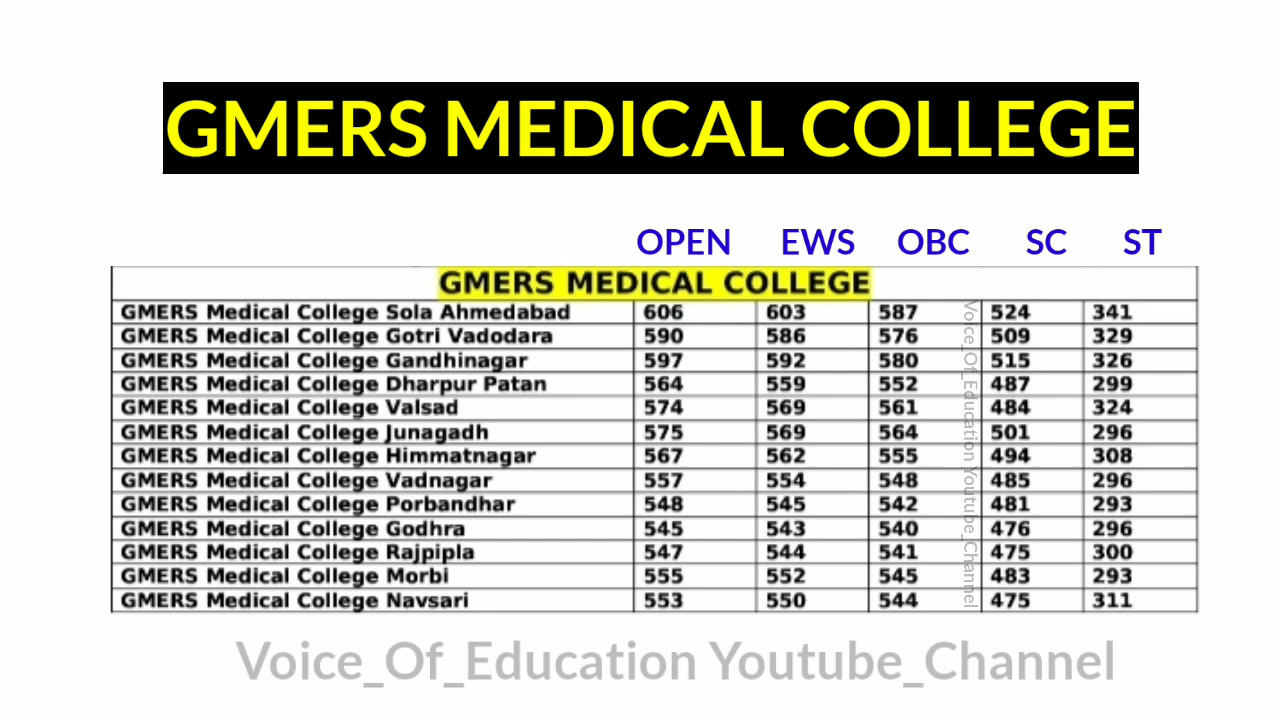 GMERS MEDICAL COLLEGE
OPEN EWS OBC SC ST
GMERS MEDICAL COLLEGE
GMERS Medical College Sola Ahmedabad 606 603 587 524 341
GMERS Medical College Gotri Vadodara 590 586 576 509 329
GMERS Medical College Gandhinagar 597 592 580 515 326
GMERS Medical College Dharpur Patan 564 559 552 487 299
GMERS Medical College Valsad 574 569 561 484 324
GMERS Medical College Junagadh 575 569 564 501 296
GMERS Medical College Himmatnagar 567 562 555 494 308
GMERS Medical College Vadnagar 557 554 548 485 296
GMERS Medical College Porbandhar 548 545 542 481 293
GMERS Medical College Godhra 545 543 540 476 296
GMERS Medical College Rajpipla 547 544 541 475 300
GMERS Medical College Morbi 555 552 545 483 293
GMERS Medical College Navsari 553 550 544 475 311
Voice_Of_Education Youtube_Channel
Voice_Of_Education Youtube_Channel